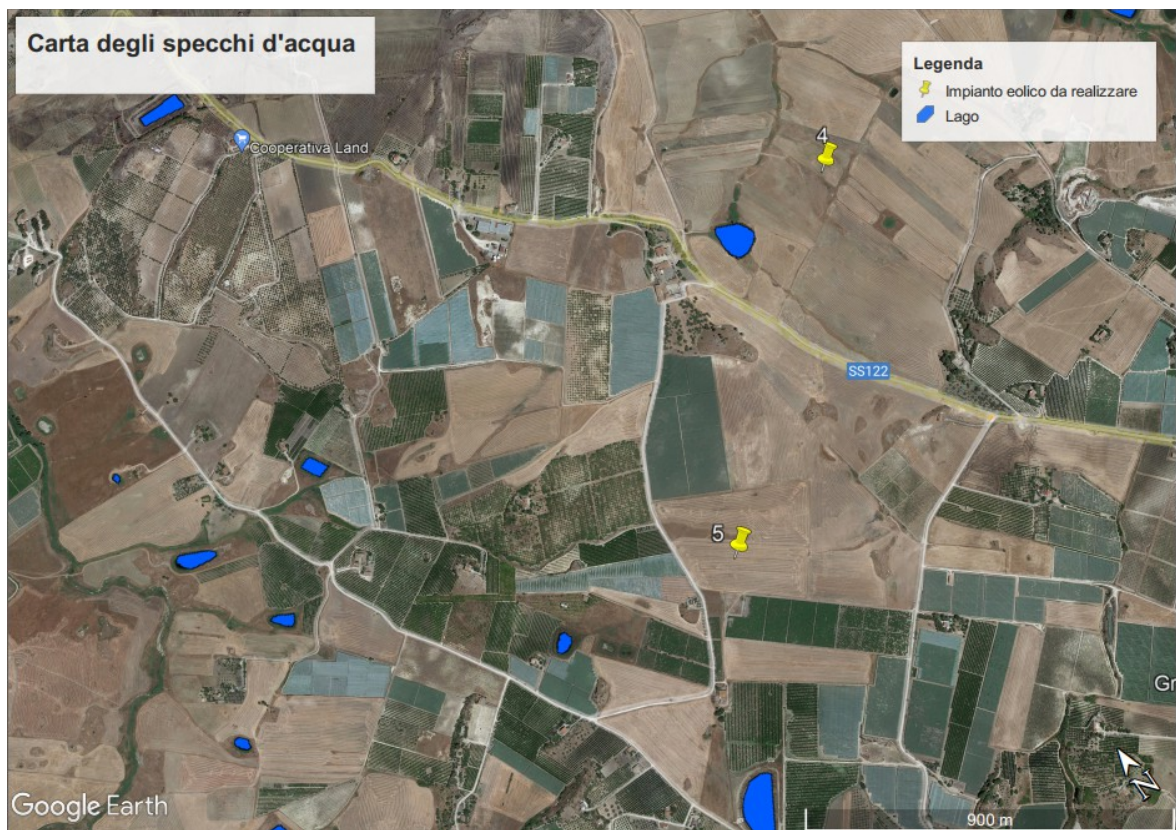 Carta degli specchi d'acqua
Legenda
Impianto eolico da realizzare
Lago
4
Cooperativa Land
SS122
5
Gr
N
Google Earth
900 m